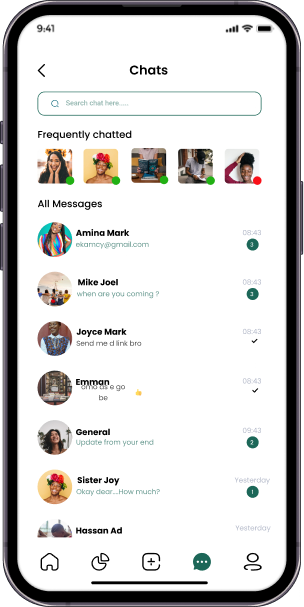 9:41
Chats
Search chat here.....
Frequently chatted
All Messages
Amina Mark 08:43
ekamcy@gmail.com 3
Mike Joel 08:43
when are you coming ? 3
Joyce Mark 08:43
Send me d link bro
Emman 08:43
omo as e go
be 👍
General 09:43
Update from your end 2
Sister Joy Yesterday
Okay dear....How much? 1
Hassan Ad Yesterday